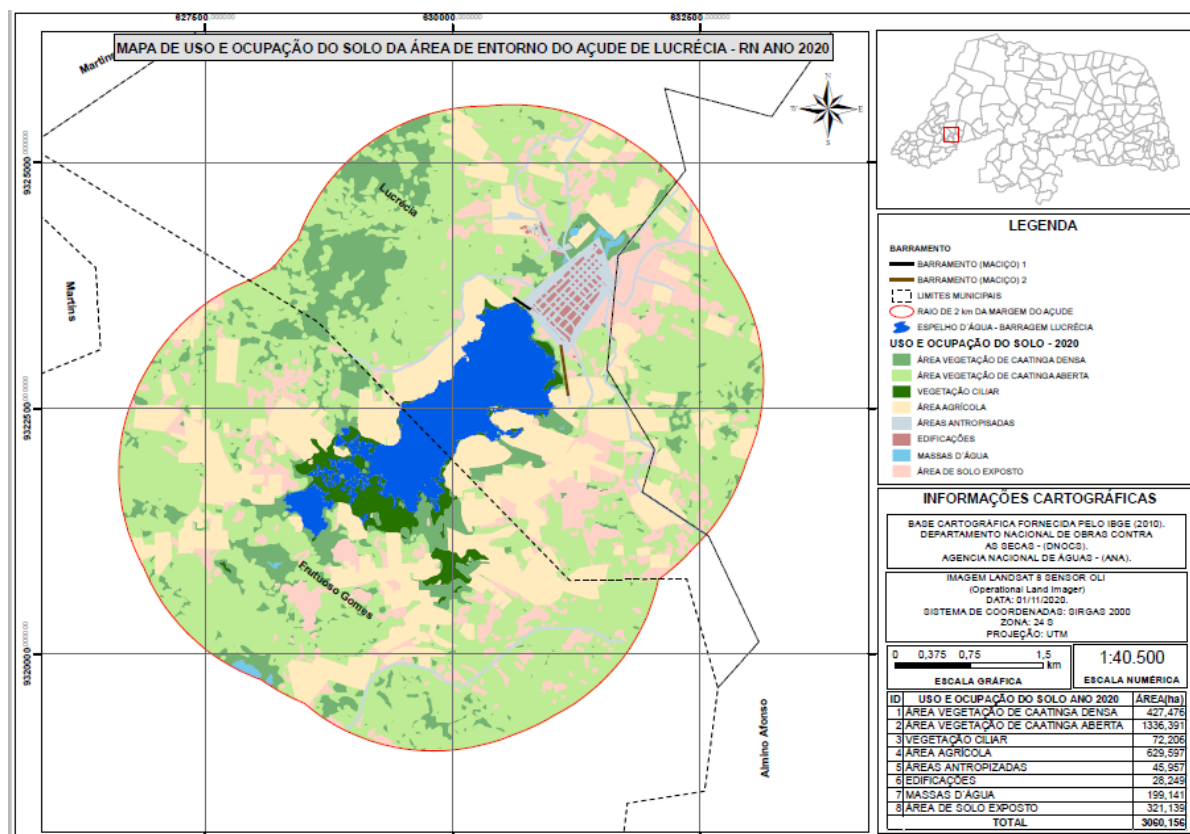 627500,000000
630000,000000
632500,000000
MAPA DE USO E OCUPAÇÃO DO SOLO DA ÁREA DE ENTORNO DO AÇUDE DE LUCRÉCIA - RN ANO 2020
Martins
N
W
E
S
9325000,000000
9322500,000000
9320000,000000
Lucrécia
Martins
Frutuoso Gomes
Almino Afonso
LEGENDA
BARRAMENTO
BARRAMENTO (MACIÇO) 1
BARRAMENTO (MACIÇO) 2
LIMITES MUNICIPAIS
RAIO DE 2 km DA MARGEM DO AÇUDE
ESPELHO D'ÁGUA - BARRAGEM LUCRÉCIA
USO E OCUPAÇÃO DO SOLO - 2020
ÁREA VEGETAÇÃO DE CAATINGA DENSA
ÁREA VEGETAÇÃO DE CAATINGA ABERTA
VEGETAÇÃO CILIAR
ÁREA AGRÍCOLA
ÁREAS ANTROPISADAS
EDIFICAÇÕES
MASSAS D'ÁGUA
ÁREA DE SOLO EXPOSTO
INFORMAÇÕES CARTOGRÁFICAS
BASE CARTOGRÁFICA FORNECIDA PELO IBGE (2010).
DEPARTAMENTO NACIONAL DE OBRAS CONTRA
AS SECAS - (DNOCS).
AGENCIA NACIONAL DE ÁGUAS - (ANA).
IMAGEM LANDSAT 8 SENSOR OLI
(Operational Land Imager)
DATA: 01/11/2020.
SISTEMA DE COORDENADAS: SIRGAS 2000
ZONA: 24 S
PROJEÇÃO: UTM
0 0,375 0,75 1,5
km
ESCALA GRÁFICA
1:40.500
ESCALA NUMÉRICA
ID USO E OCUPAÇÃO DO SOLO ANO 2020 ÁREA(ha)
1 ÁREA VEGETAÇÃO DE CAATINGA DENSA 427,476
2 ÁREA VEGETAÇÃO DE CAATINGA ABERTA 1336,391
3 VEGETAÇÃO CILIAR 72,206
4 ÁREA AGRÍCOLA 629,597
5 ÁREAS ANTROPIZADAS 45,957
6 EDIFICAÇÕES 28,249
7 MASSAS D'ÁGUA 199,141
8 ÁREA DE SOLO EXPOSTO 321,139
TOTAL 3060,156